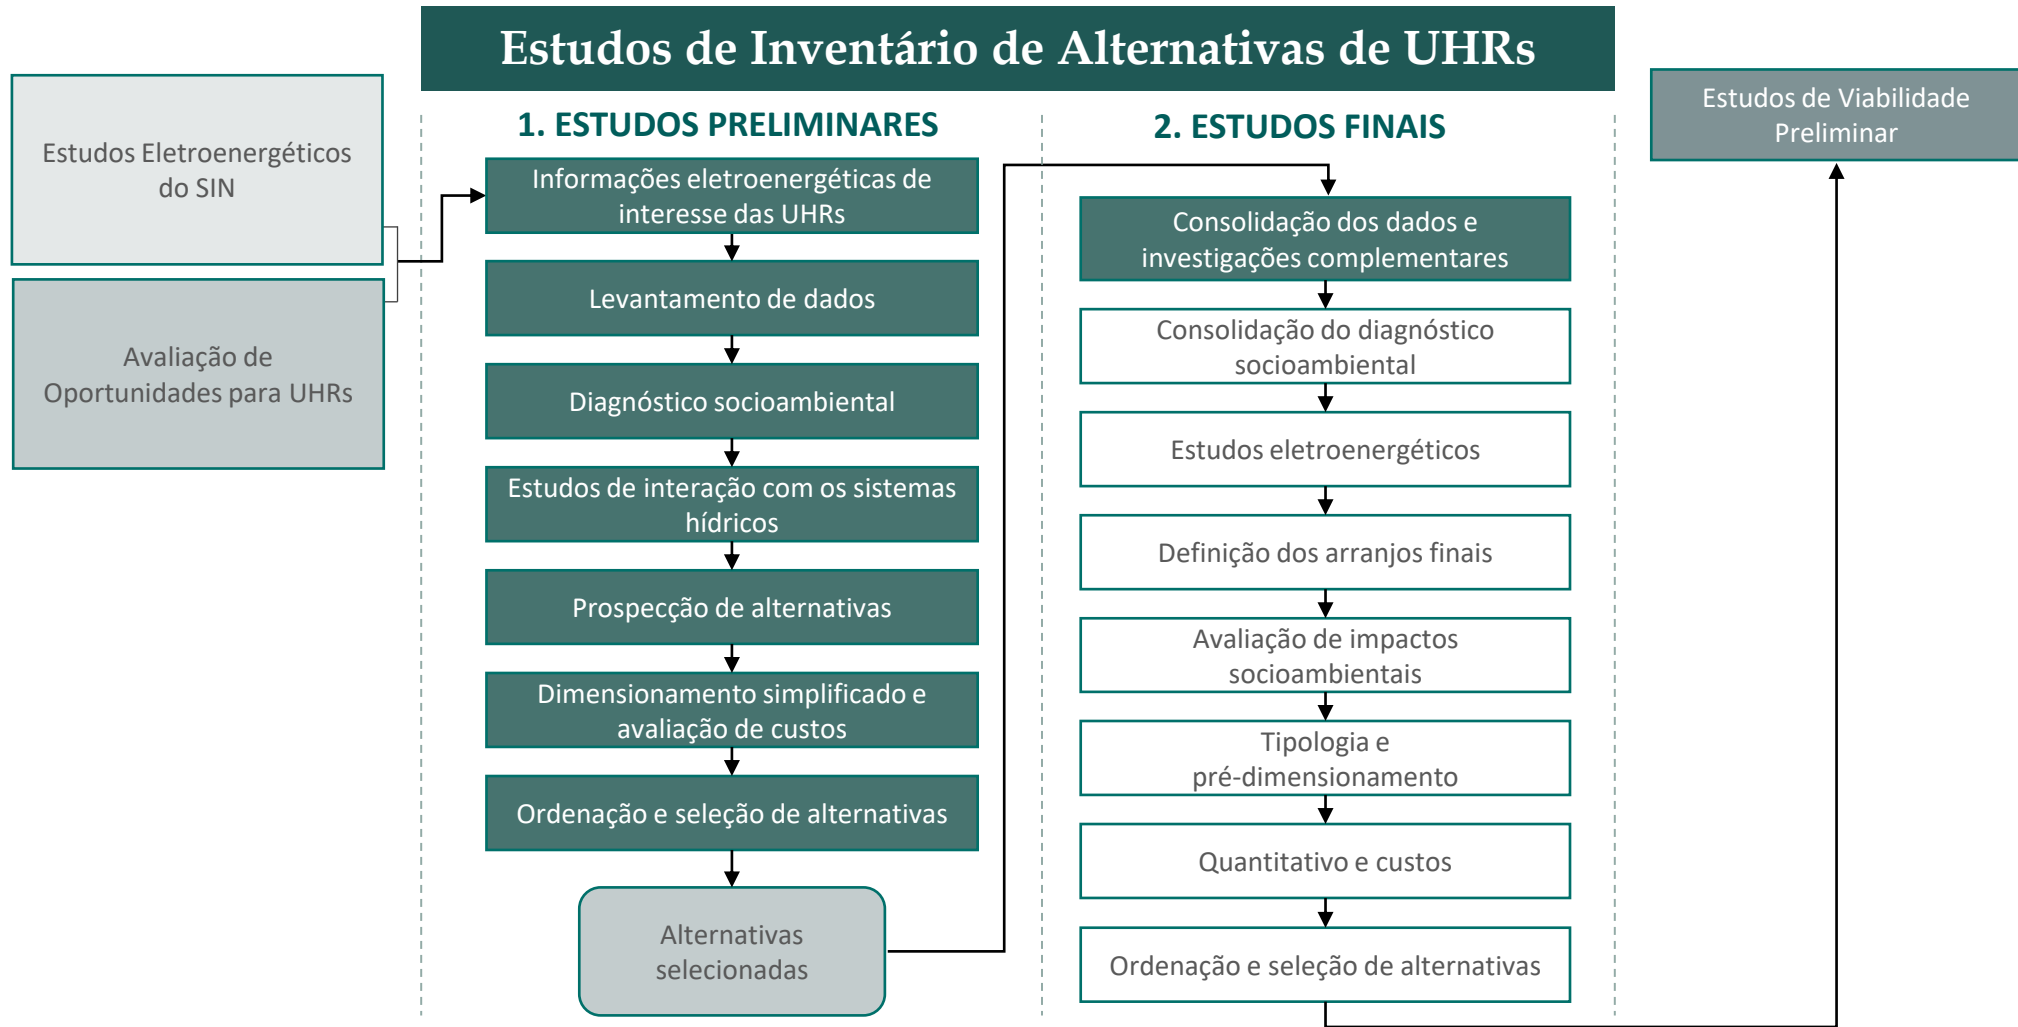 Estudos de Inventário de Alternativas de UHRs
Estudos Eletroenergéticos
do SIN
Avaliação de
Oportunidades para UHRs
1. ESTUDOS PRELIMINARES
Informações eletroenergéticas de
interesse das UHRs
Levantamento de dados
Diagnóstico socioambiental
Estudos de interação com os sistemas
hídricos
Prospecção de alternativas
Dimensionamento simplificado e
avaliação de custos
Ordenação e seleção de alternativas
Alternativas
selecionadas
2. ESTUDOS FINAIS
Consolidação dos dados e
investigações complementares
Consolidação do diagnóstico
socioambiental
Estudos eletroenergéticos
Definição dos arranjos finais
Avaliação de impactos
socioambientais
Tipologia e
pré-dimensionamento
Quantitativo e custos
Ordenação e seleção de alternativas
Estudos de Viabilidade
Preliminar